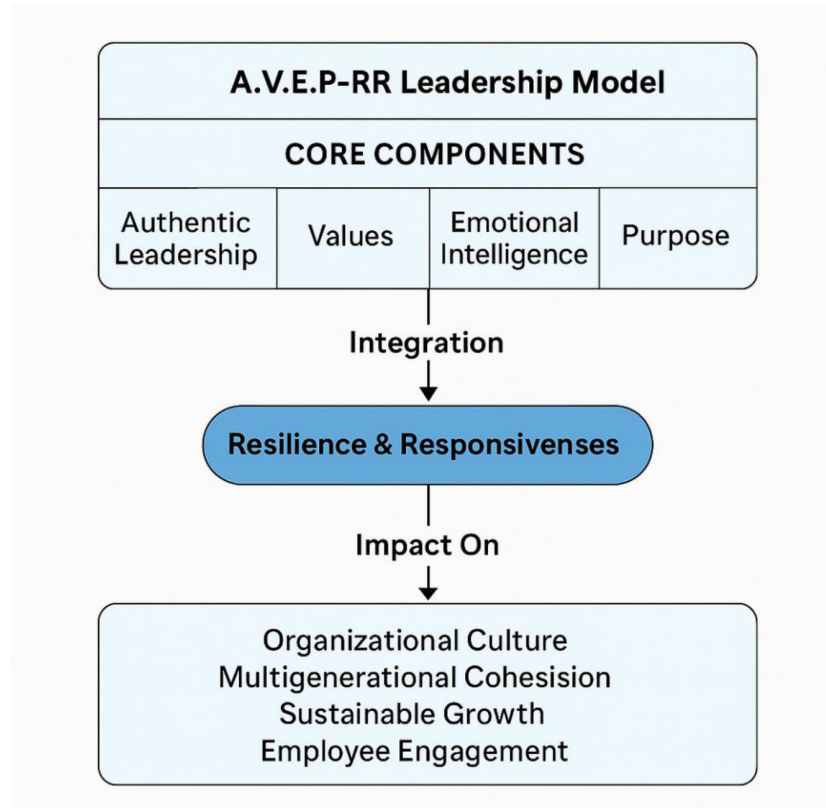 A.V.E.P-RR Leadership Model
CORE COMPONENTS
Authentic
Leadership
Values
Emotional
Intelligence
Purpose
Integration
Resilience & Responsivenses
Impact On
Organizational Culture
Multigenerational Cohesision
Sustainable Growth
Employee Engagement